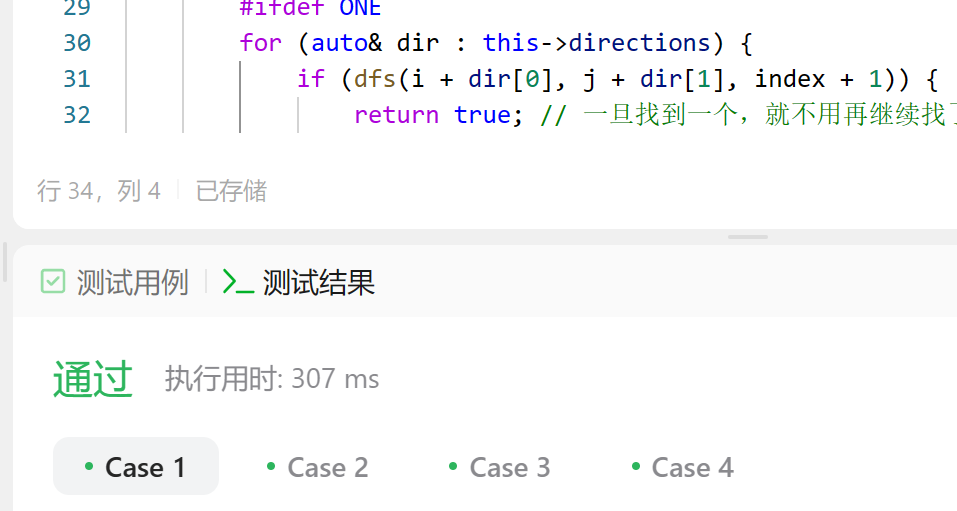 29 #ifdef ONE
30 for (auto& dir : this->directions) {
31 if (dfs(i + dir[0], j + dir[1], index + 1)) {
32 return true; // 一旦找到一个，就不用再继续找
行 34，列 4 已存储
测试用例 测试结果
通过 执行用时: 307 ms
Case 1 Case 2 Case 3 Case 4